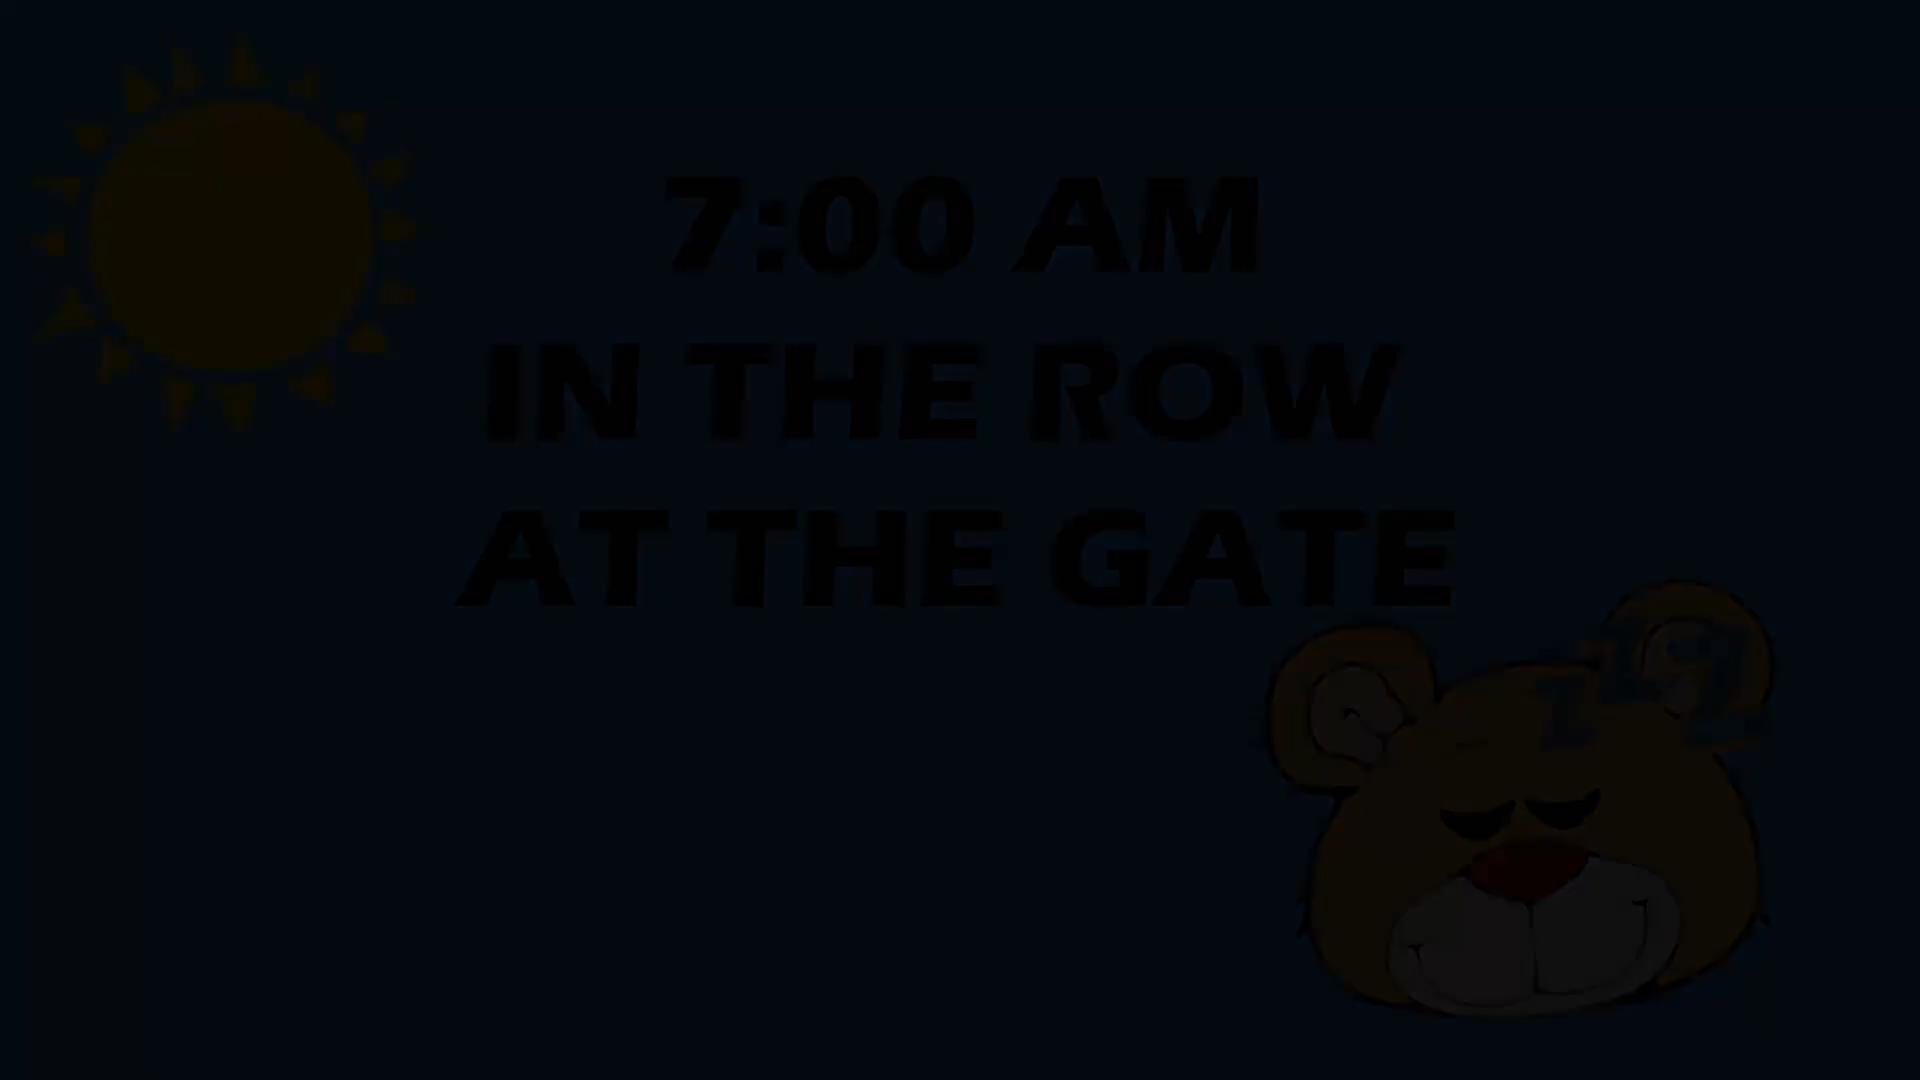 7:00 AM
IN THE ROW
AT THE GATE